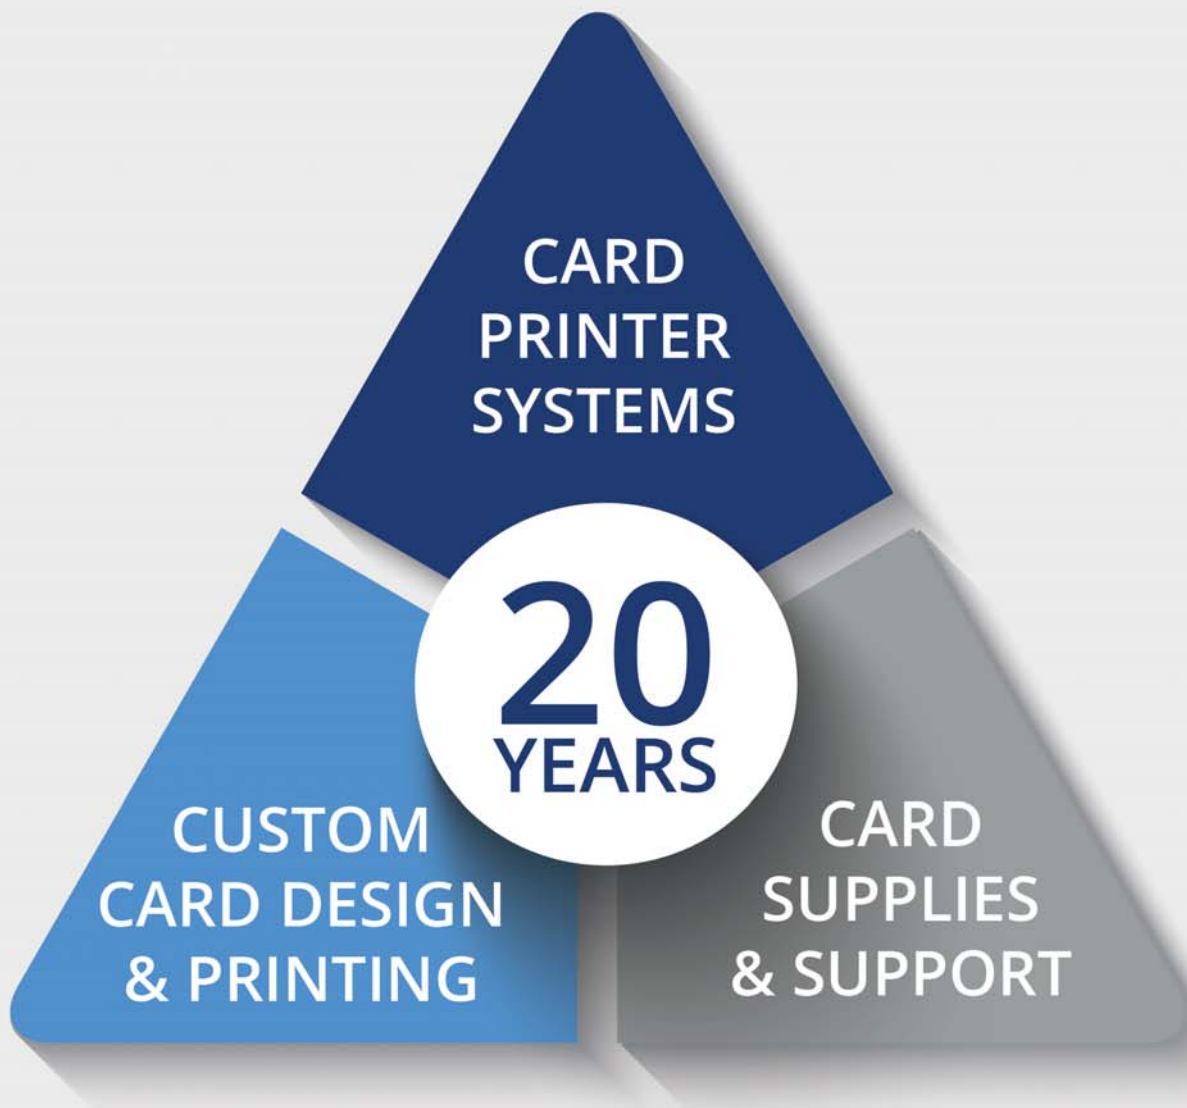 CARD
PRINTER
SYSTEMS
20
YEARS
CUSTOM
CARD DESIGN
& PRINTING
CARD
SUPPLIES
& SUPPORT